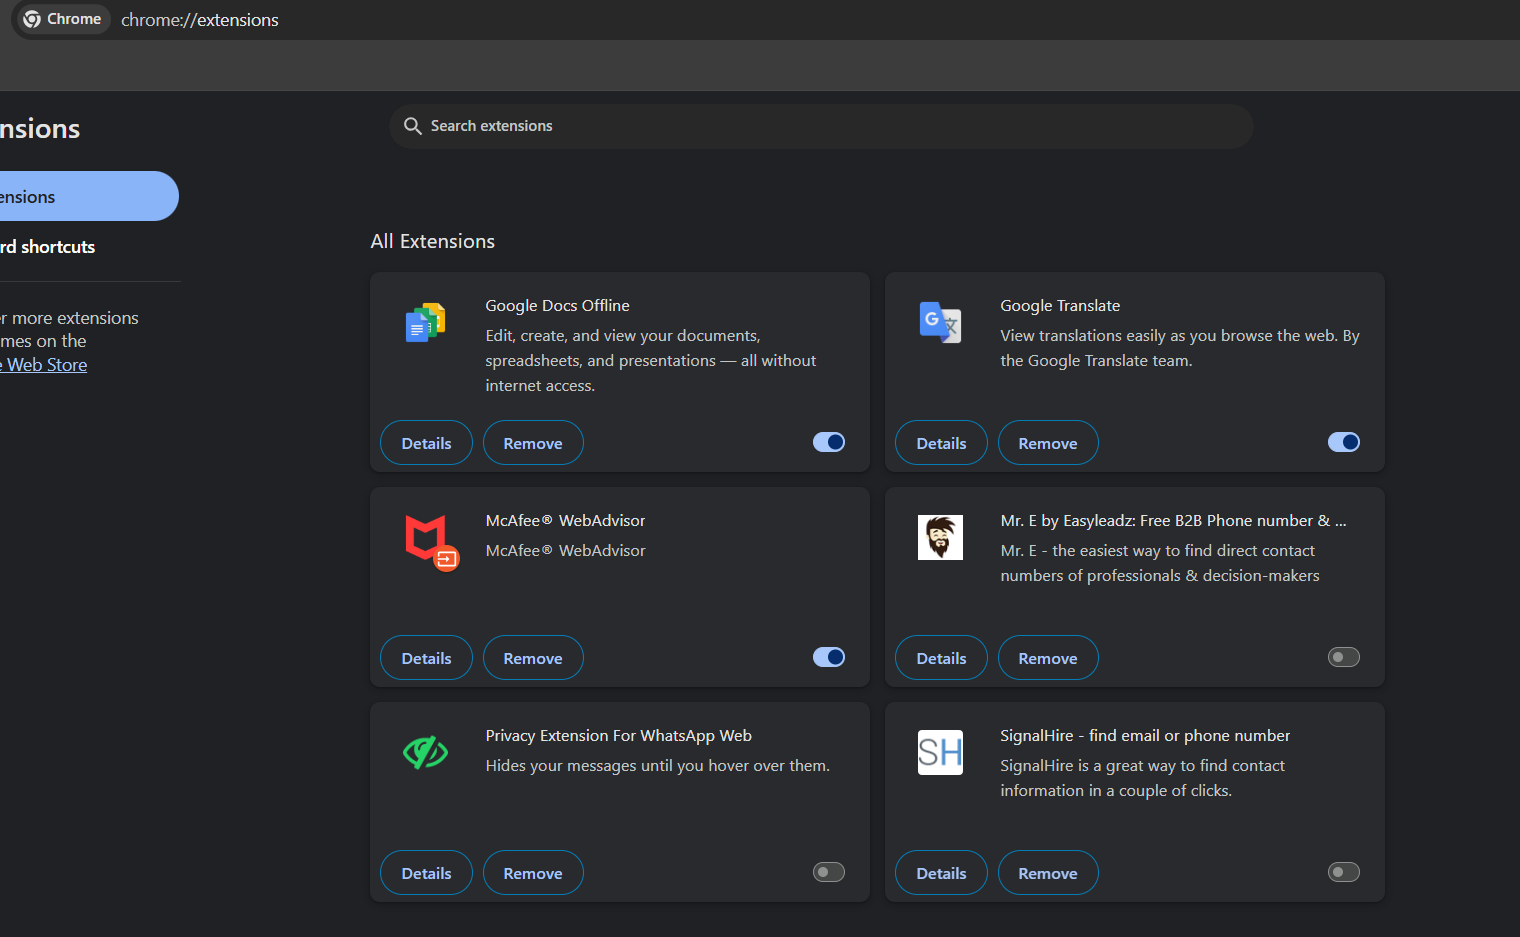 Chrome
chrome://extensions
nsions
ensions
rd shortcuts
r more extensions
mes on the
e Web Store
Search extensions
All Extensions
Google Docs Offline
Edit, create, and view your documents,
spreadsheets, and presentations — all without
internet access.
Details
Remove
Google Translate
View translations easily as you browse the web. By
the Google Translate team.
Details
Remove
McAfee® WebAdvisor
McAfee® WebAdvisor
Details
Remove
Mr. E by Easyleadz: Free B2B Phone number & ...
Mr. E - the easiest way to find direct contact
numbers of professionals & decision-makers
Details
Remove
Privacy Extension For WhatsApp Web
Hides your messages until you hover over them.
Details
Remove
SH
SignalHire - find email or phone number
SignalHire is a great way to find contact
information in a couple of clicks.
Details
Remove